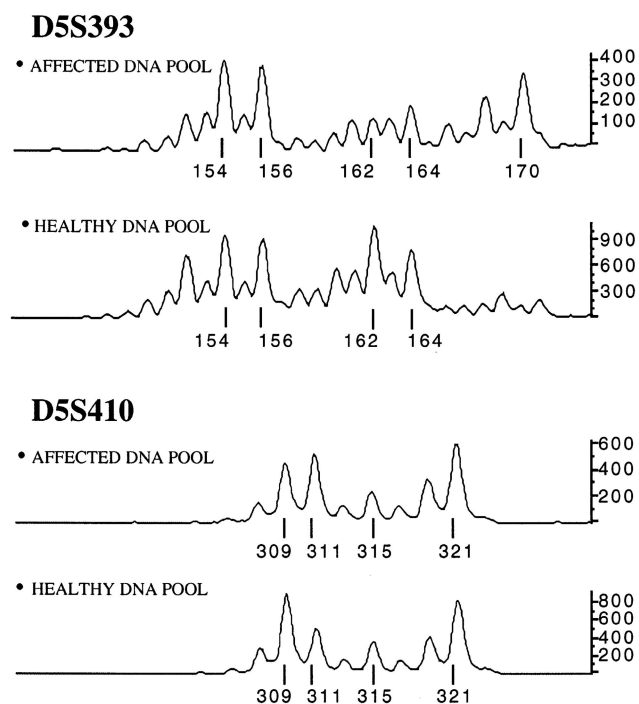 D5S393
• AFFECTED DNA POOL
400
300
200
100
154 156 162 164 170
• HEALTHY DNA POOL
900
600
300
154 156 162 164
D5S410
• AFFECTED DNA POOL
600
400
200
309 311 315 321
• HEALTHY DNA POOL
800
600
400
200
309 311 315 321